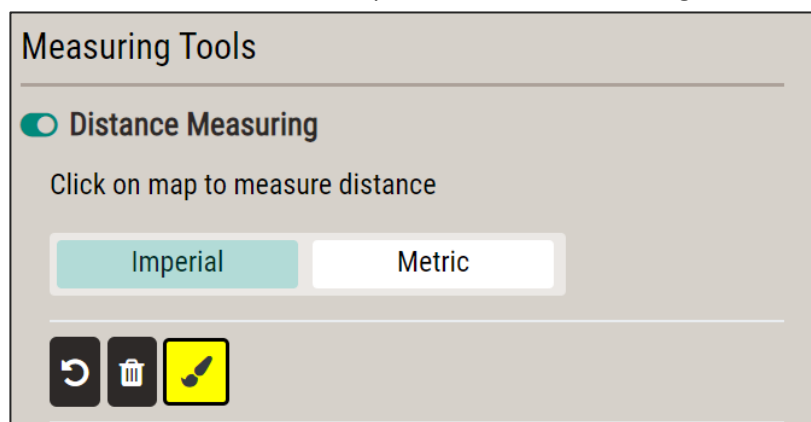 Measuring Tools
Distance Measuring
Click on map to measure distance
Imperial Metric